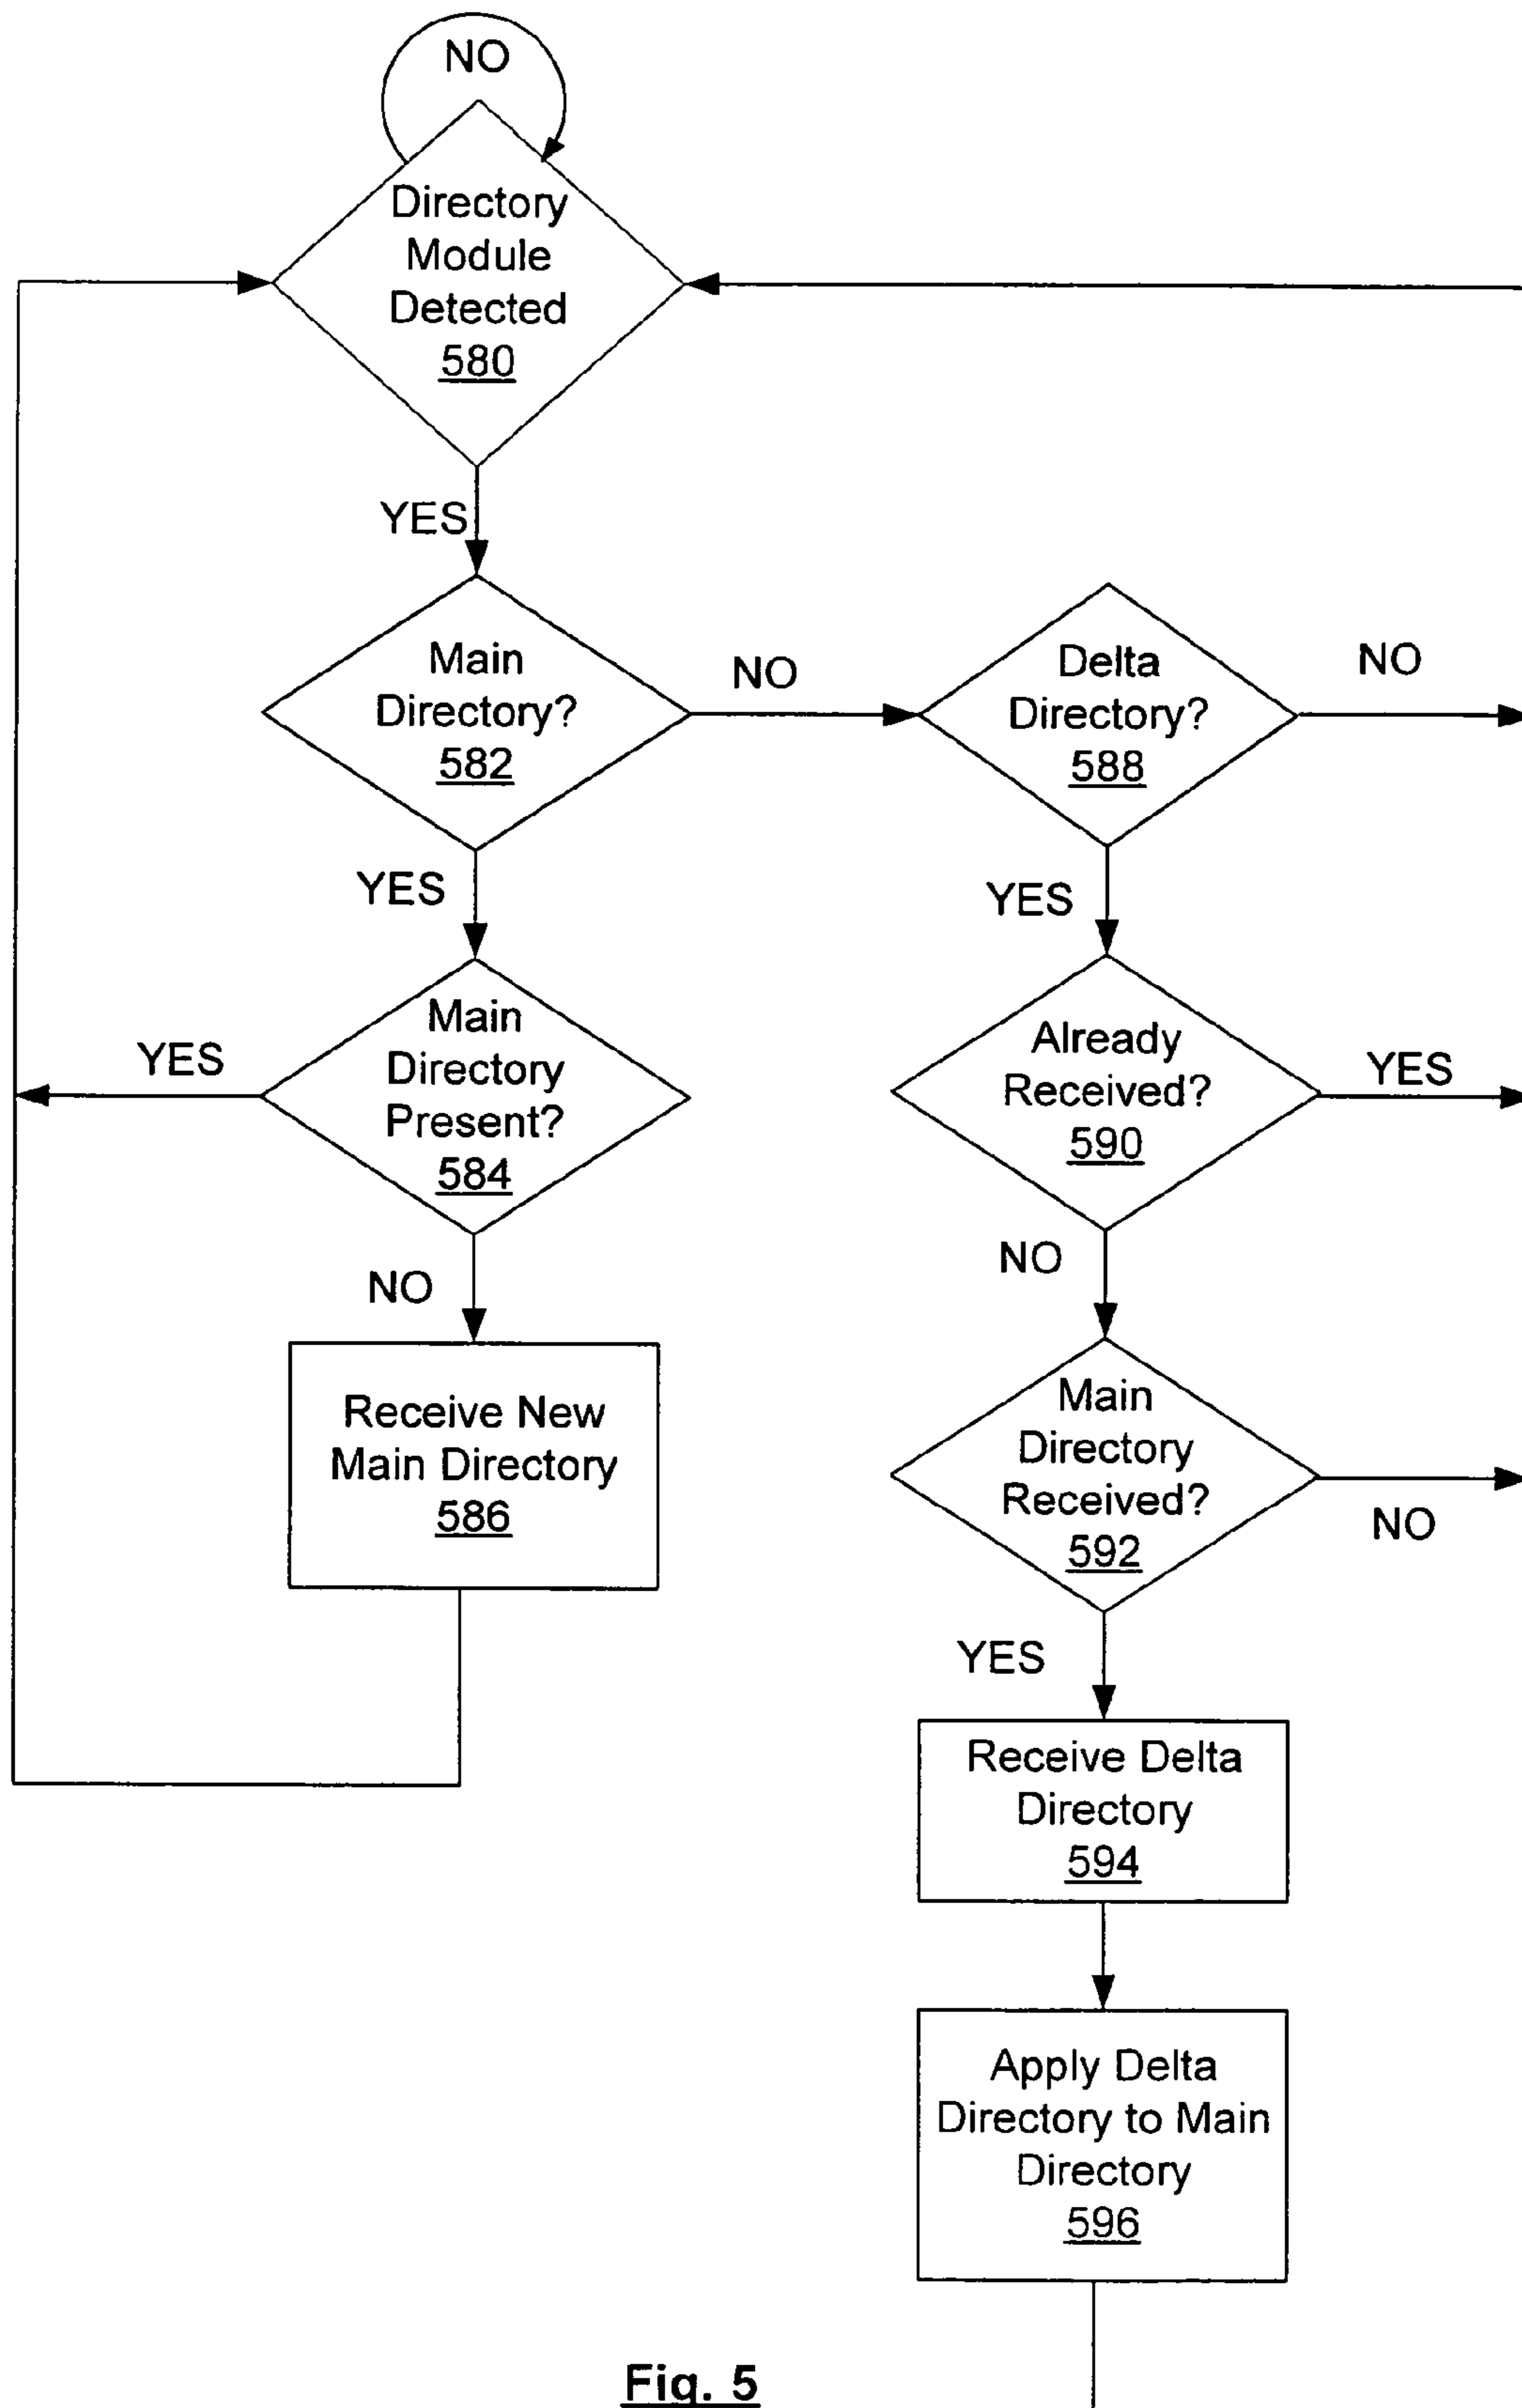 NO
Directory
Module
Detected
580
YES
Main
Directory?
582
NO
Delta
Directory?
588
NO
YES
YES
Main
Directory
Present?
584
YES
Already
Received?
590
YES
NO
NO
Receive New
Main Directory
586
Main
Directory
Received?
592
NO
YES
Receive Delta
Directory
594
Apply Delta
Directory to Main
Directory
596
Fig. 5